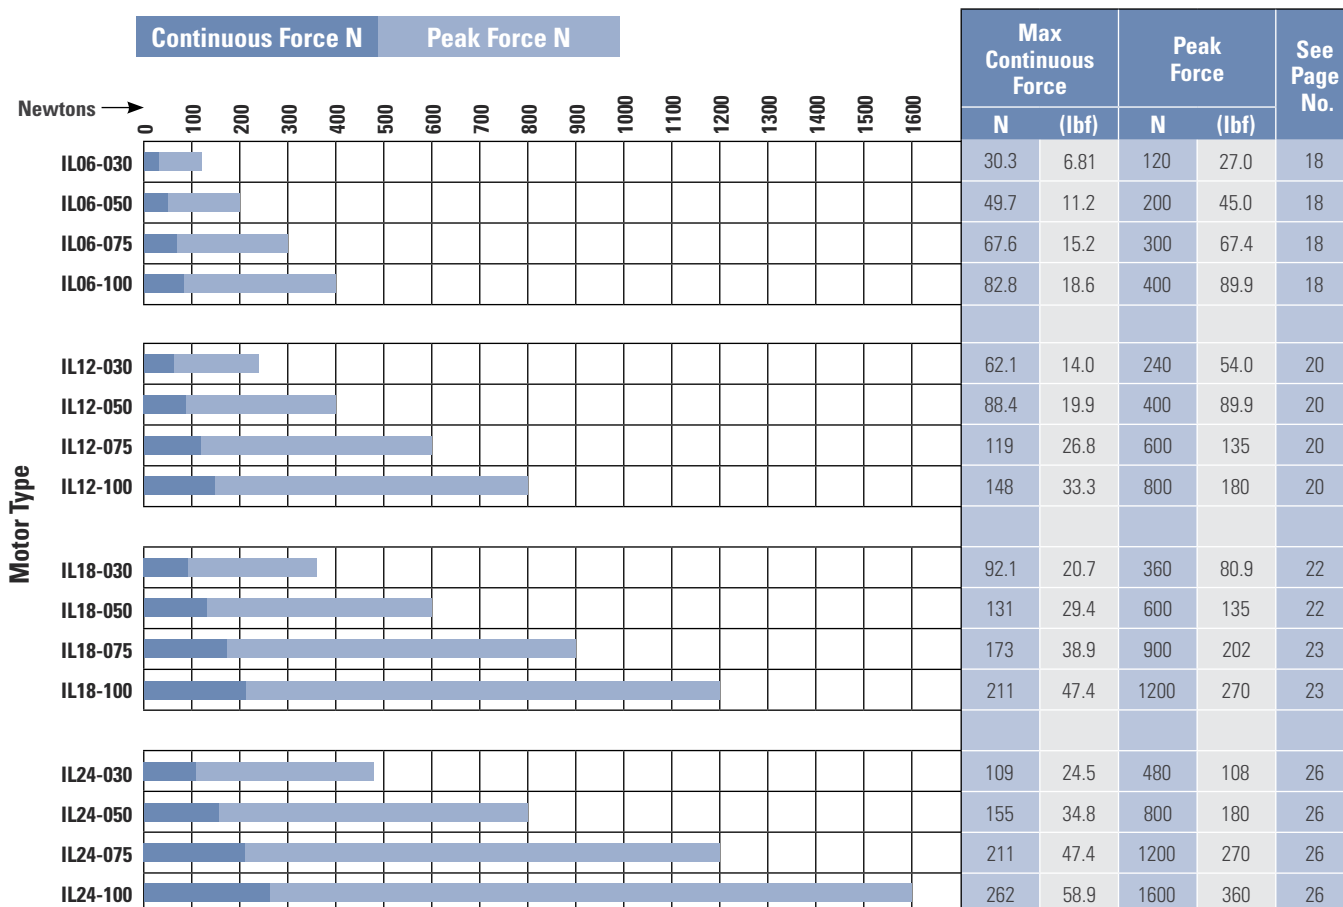 Continuous Force N Peak Force N
Newtons
0 100 200 300 400 500 600 700 800 900 1000 1100 1200 1300 1400 1500 1600
Max Continuous Force
Peak Force
See Page No.
N (lbf) N (lbf)
Motor Type
IL06-030 30.3 6.81 120 27.0 18
IL06-050 49.7 11.2 200 45.0 18
IL06-075 67.6 15.2 300 67.4 18
IL06-100 82.8 18.6 400 89.9 18
IL12-030 62.1 14.0 240 54.0 20
IL12-050 88.4 19.9 400 89.9 20
IL12-075 119 26.8 600 135 20
IL12-100 148 33.3 800 180 20
IL18-030 92.1 20.7 360 80.9 22
IL18-050 131 29.4 600 135 22
IL18-075 173 38.9 900 202 23
IL18-100 211 47.4 1200 270 23
IL24-030 109 24.5 480 108 26
IL24-050 155 34.8 800 180 26
IL24-075 211 47.4 1200 270 26
IL24-100 262 58.9 1600 360 26